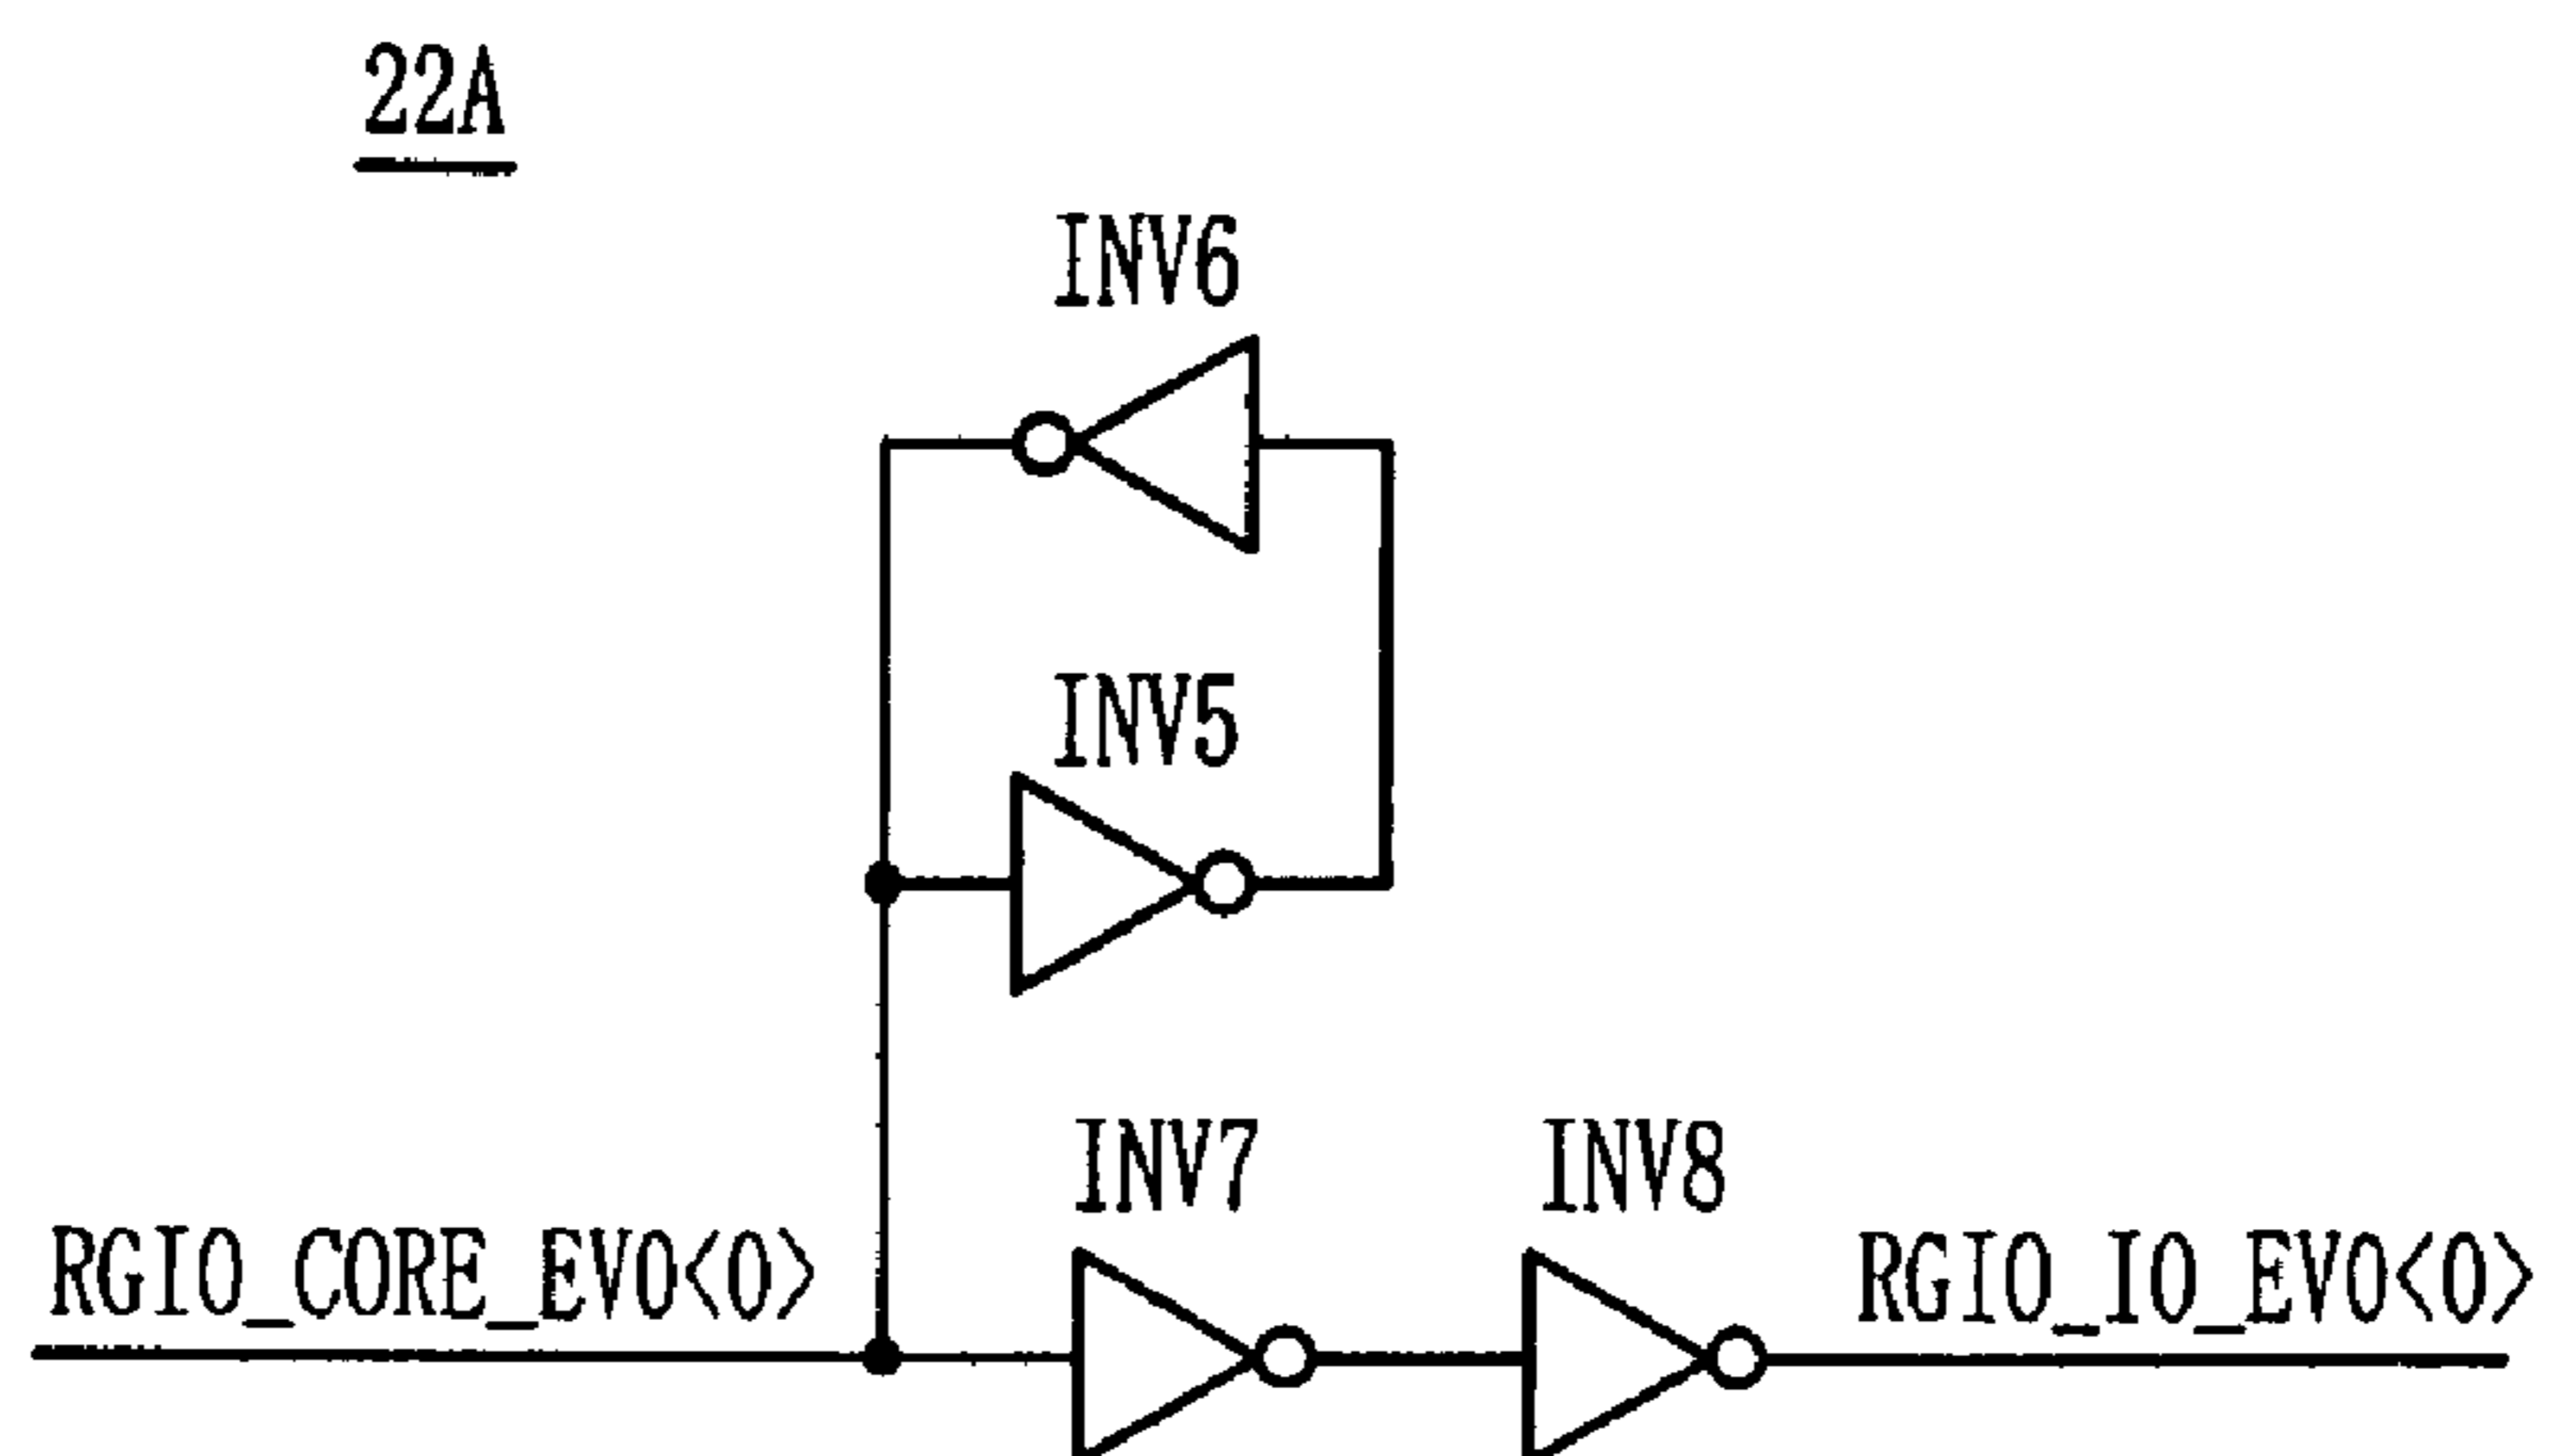 22A
INV6
INV5
INV7
INV8
RGIO_CORE_EV0<0>
RGIO_IO_EV0<0>